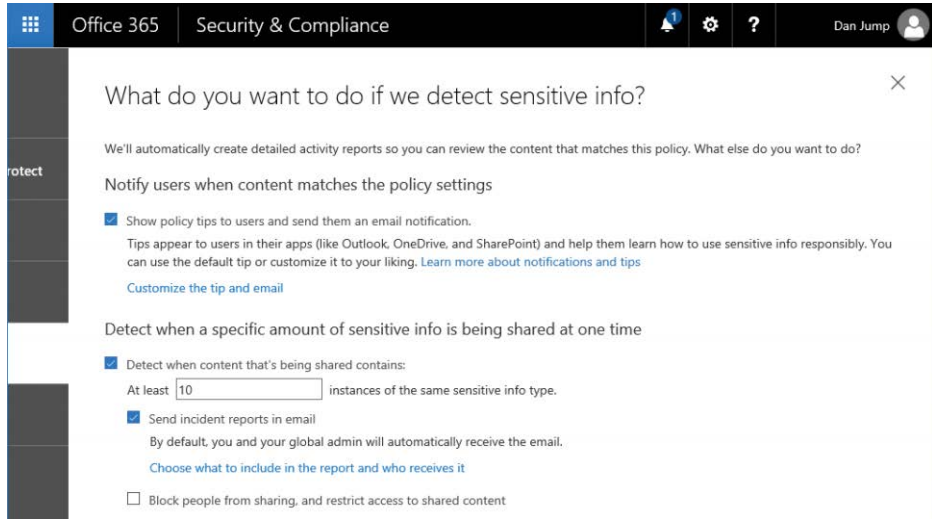 Office 365 Security & Compliance 1 ? Dan Jump
What do you want to do if we detect sensitive info?
We'll automatically create detailed activity reports so you can review the content that matches this policy. What else do you want to do?
rotect
Notify users when content matches the policy settings
Show policy tips to users and send them an email notification.
Tips appear to users in their apps (like Outlook, OneDrive, and SharePoint) and help them learn how to use sensitive info responsibly. You
can use the default tip or customize it to your liking. Learn more about notifications and tips
Customize the tip and email
Detect when a specific amount of sensitive info is being shared at one time
Detect when content that's being shared contains:
At least 10 instances of the same sensitive info type.
Send incident reports in email
By default, you and your global admin will automatically receive the email.
Choose what to include in the report and who receives it
Block people from sharing, and restrict access to shared content